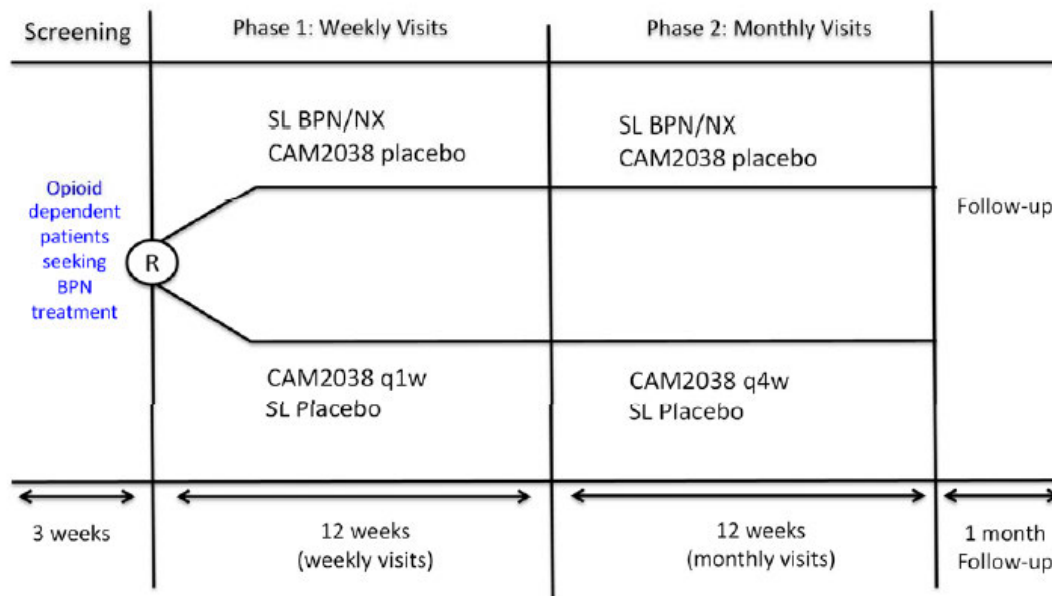 Screening
Phase 1: Weekly Visits
Phase 2: Monthly Visits
SL BPN/NX
CAM2038 placebo
SL BPN/NX
CAM2038 placebo
Opioid
dependent
patients
seeking
BPN
treatment
R
Follow-up
CAM2038 q1w
SL Placebo
CAM2038 q4w
SL Placebo
3 weeks
12 weeks
(weekly visits)
12 weeks
(monthly visits)
1 month
Follow-up